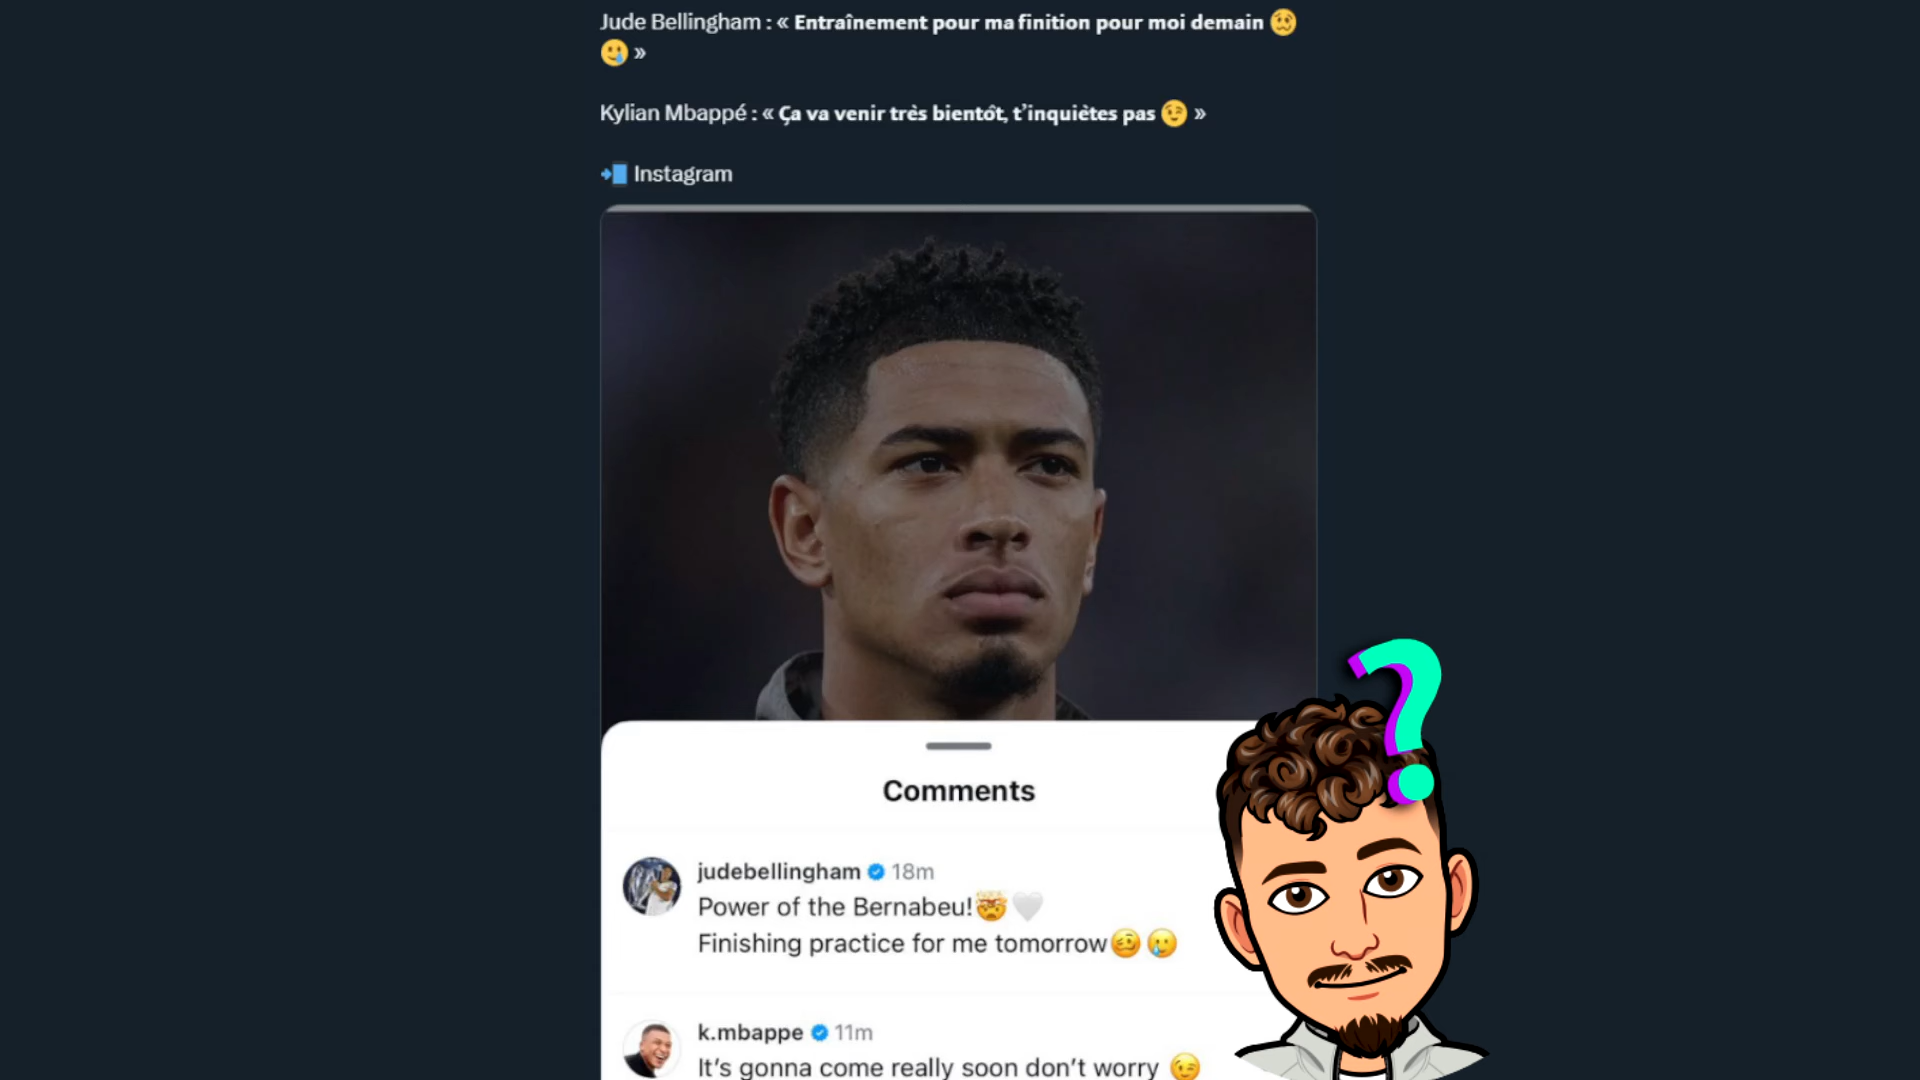 Jude Bellingham : « Entraînement pour ma finition pour moi demain 🥴
🥲 »
Kylian Mbappé : « Ça va venir très bientôt, t’inquiètes pas 😉 »
📲 Instagram
Comments
judebellingham 18m
Power of the Bernabeu!🤯🤍
Finishing practice for me tomorrow🥴🥲
k.mbappe 11m
It’s gonna come really soon don’t worry 😉
?